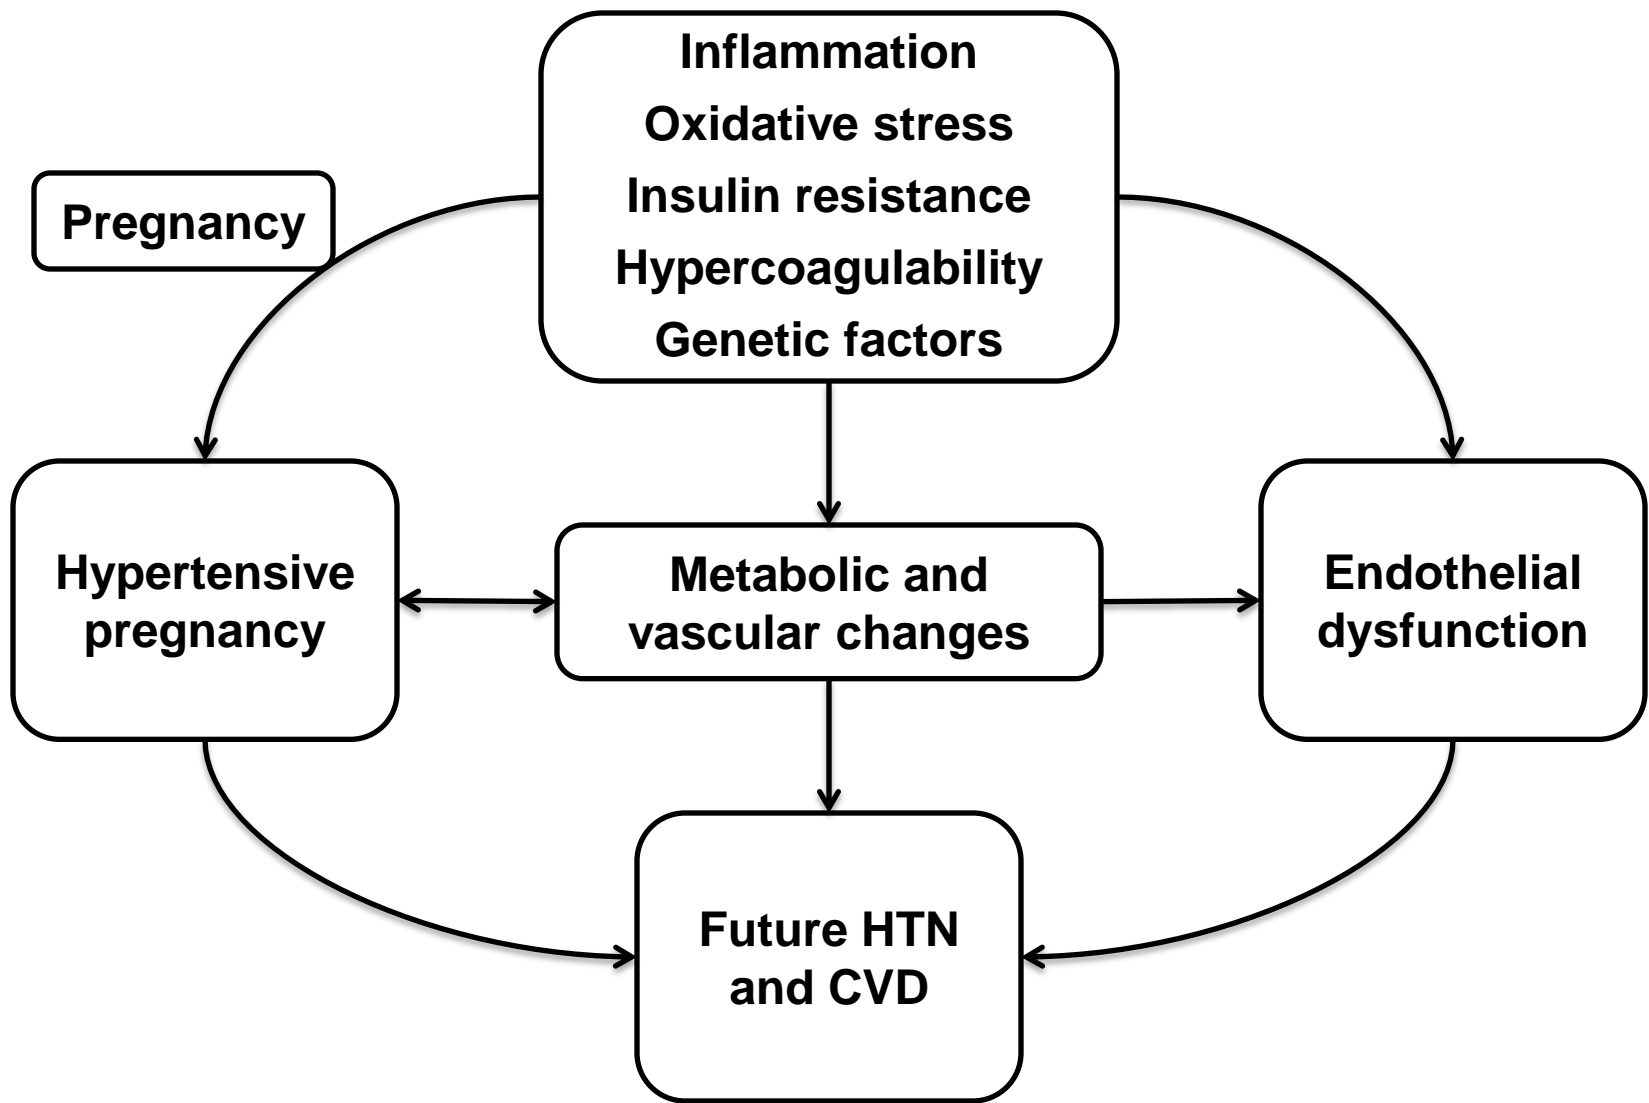 Inflammation
Oxidative stress
Insulin resistance
Hypercoagulability
Genetic factors
Pregnancy
Hypertensive
pregnancy
Metabolic and
vascular changes
Endothelial
dysfunction
Future HTN
and CVD